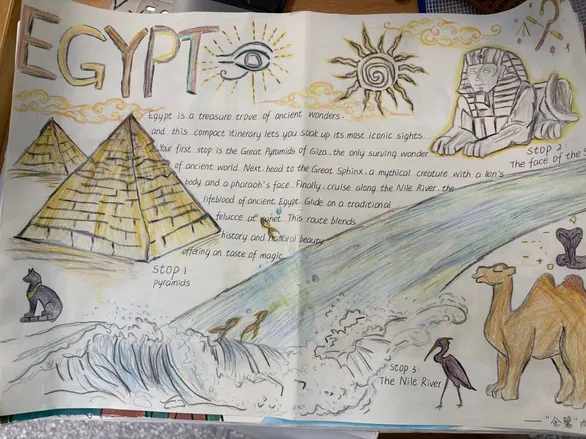 EGYPT
Egypt is a treasure trove of ancient wonders.
and this compact itinerary lets you soak up its most iconic sights.
Your first stop is the Great Pyramids of Giza. the only surving wonder
of ancient world. Next. head to the Great Sphinx. a mythical creature with a lion's
body and a pharaoh's face. Finally. cruise along the Nile River. the
lifeblood of ancient Egypt. Glide on a traditional
felucce at sunet. This route blends
history and natural beauty
offering an taste of magic.
Stop 1
pyramids
Stop 2
The face of the S
Stop 3
The Nile River